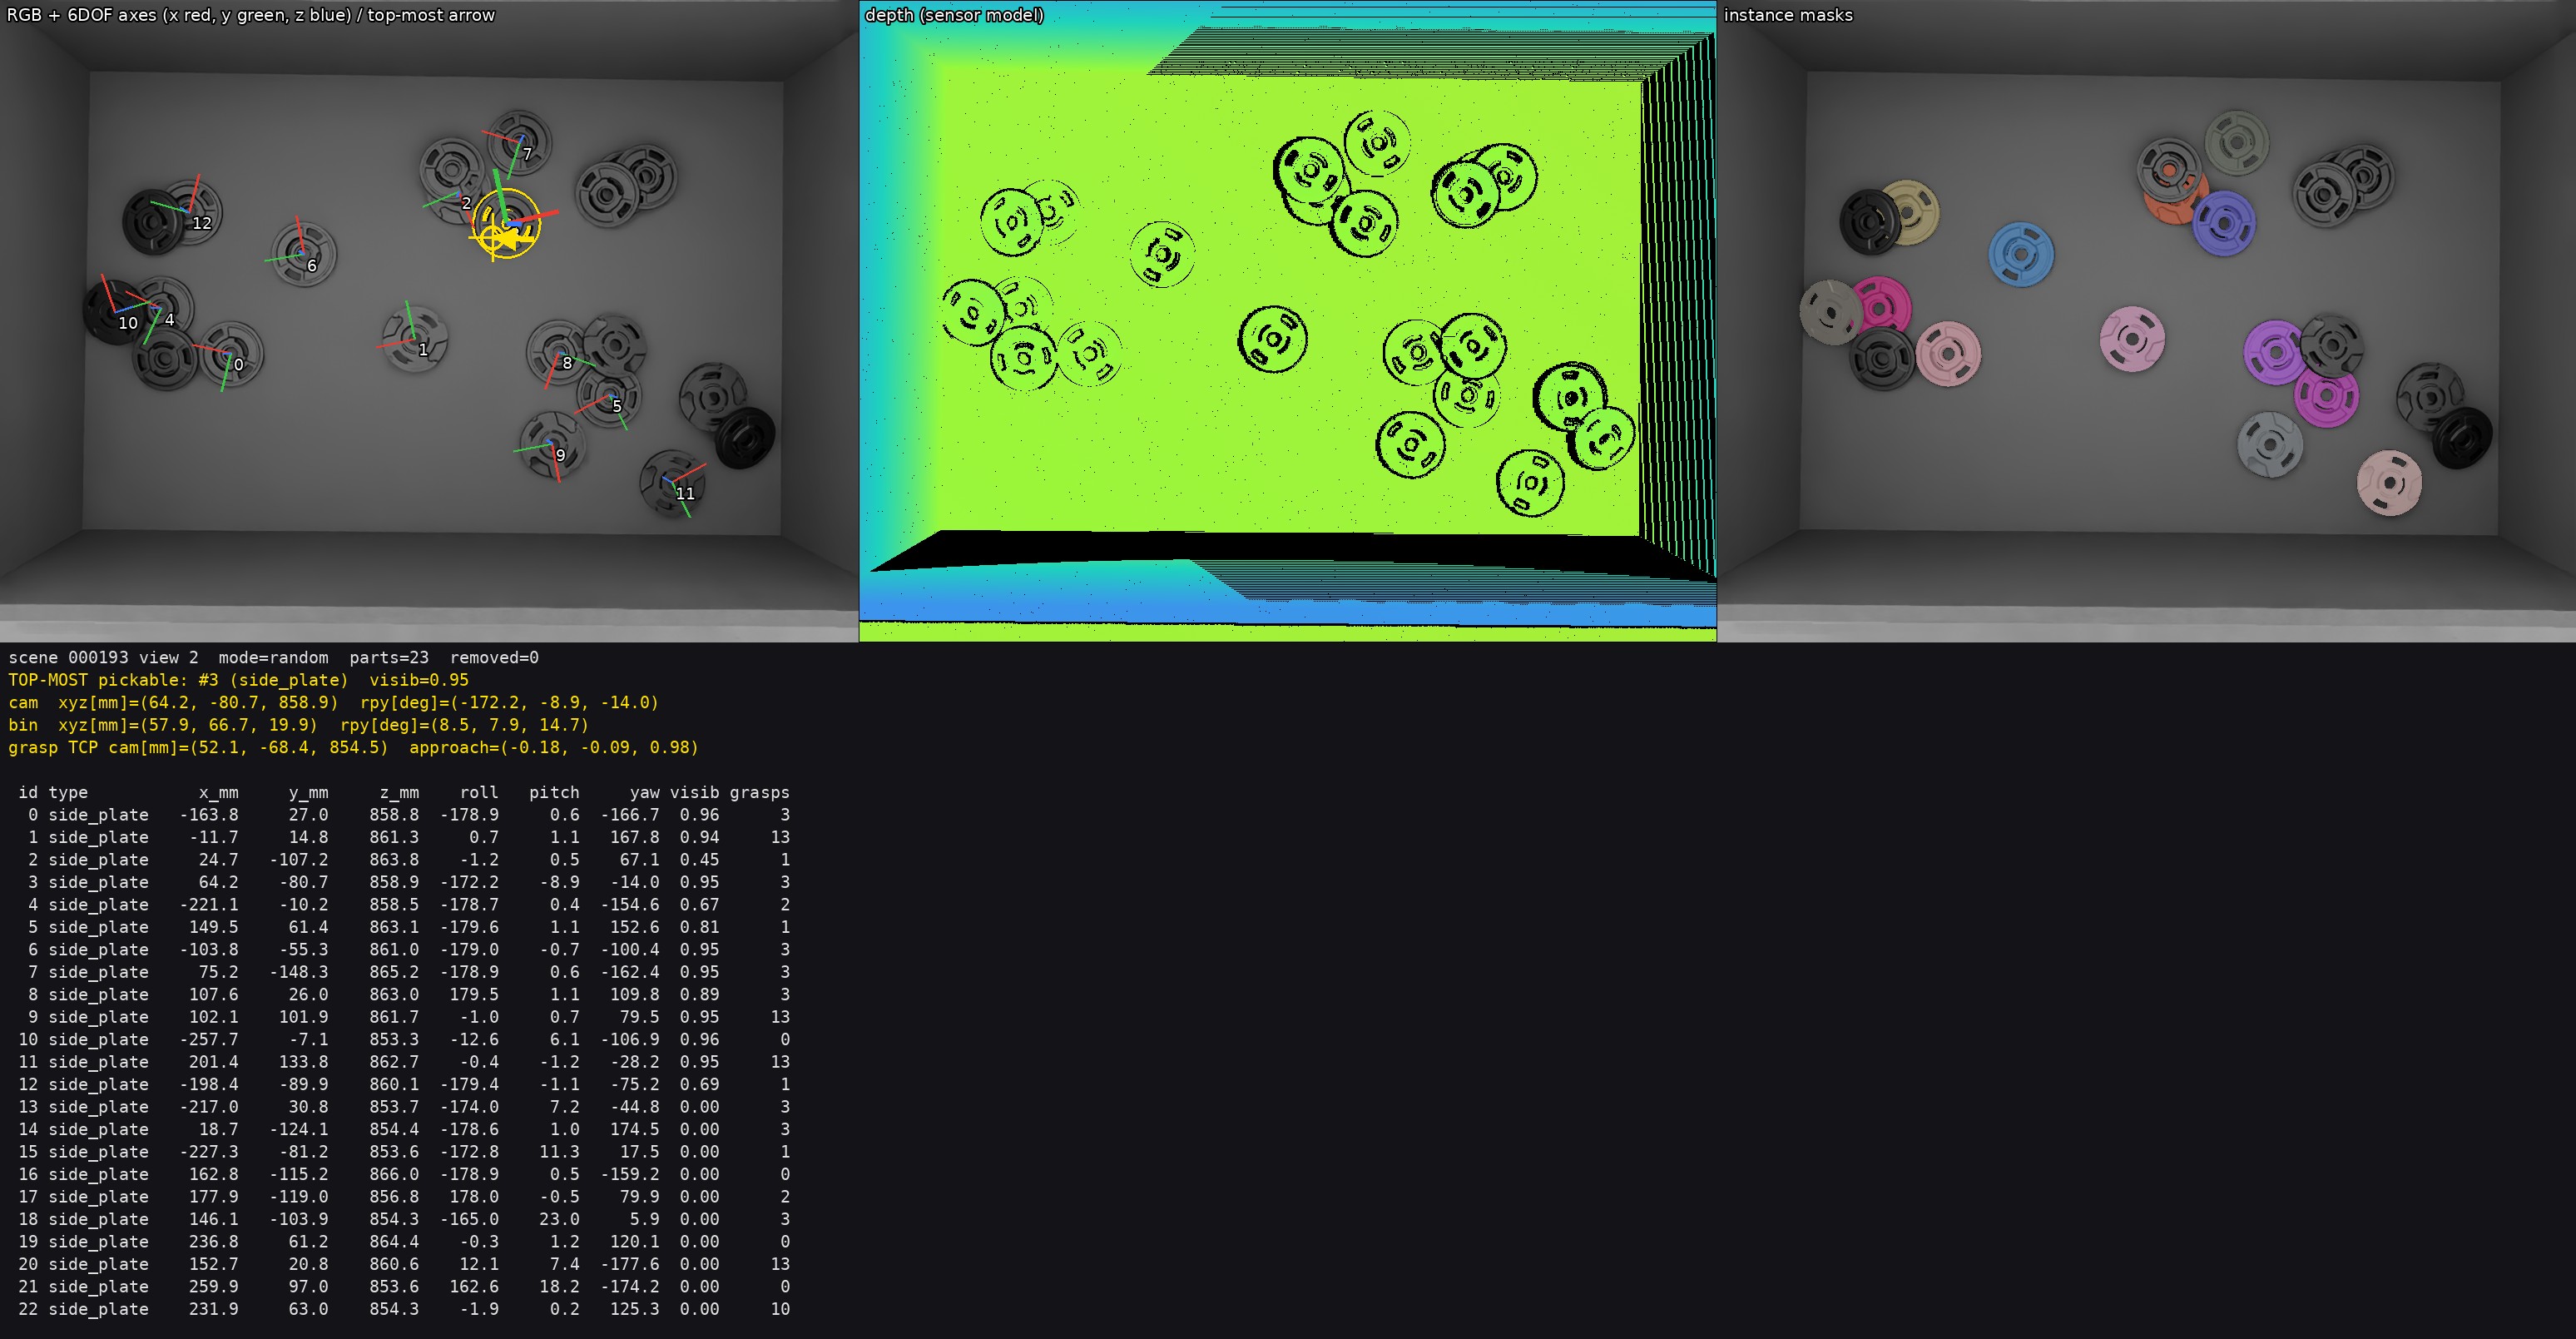 RGB + 6DOF axes (x red, y green, z blue) / top-most arrow
depth (sensor model)
instance masks
7
2
12
6
10
4
0
1
8
5
9
11
scene 000193 view 2  mode=random  parts=23  removed=0
TOP-MOST pickable: #3 (side_plate)  visib=0.95
cam  xyz[mm]=(64.2, -80.7, 858.9)  rpy[deg]=(-172.2, -8.9, -14.0)
bin  xyz[mm]=(57.9, 66.7, 19.9)  rpy[deg]=(8.5, 7.9, 14.7)
grasp TCP cam[mm]=(52.1, -68.4, 854.5)  approach=(-0.18, -0.09, 0.98)
id type x_mm y_mm z_mm roll pitch yaw visib grasps
0 side_plate -163.8 27.0 858.8 -178.9 0.6 -166.7 0.96 3
1 side_plate -11.7 14.8 861.3 0.7 1.1 167.8 0.94 13
2 side_plate 24.7 -107.2 863.8 -1.2 0.5 67.1 0.45 1
3 side_plate 64.2 -80.7 858.9 -172.2 -8.9 -14.0 0.95 3
4 side_plate -221.1 -10.2 858.5 -178.7 0.4 -154.6 0.67 2
5 side_plate 149.5 61.4 863.1 -179.6 1.1 152.6 0.81 1
6 side_plate -103.8 -55.3 861.0 -179.0 -0.7 -100.4 0.95 3
7 side_plate 75.2 -148.3 865.2 -178.9 0.6 -162.4 0.95 3
8 side_plate 107.6 26.0 863.0 179.5 1.1 109.8 0.89 3
9 side_plate 102.1 101.9 861.7 -1.0 0.7 79.5 0.95 13
10 side_plate -257.7 -7.1 853.3 -12.6 6.1 -106.9 0.96 0
11 side_plate 201.4 133.8 862.7 -0.4 -1.2 -28.2 0.95 13
12 side_plate -198.4 -89.9 860.1 -179.4 -1.1 -75.2 0.69 1
13 side_plate -217.0 30.8 853.7 -174.0 7.2 -44.8 0.00 3
14 side_plate 18.7 -124.1 854.4 -178.6 1.0 174.5 0.00 3
15 side_plate -227.3 -81.2 853.6 -172.8 11.3 17.5 0.00 1
16 side_plate 162.8 -115.2 866.0 -178.9 0.5 -159.2 0.00 0
17 side_plate 177.9 -119.0 856.8 178.0 -0.5 79.9 0.00 2
18 side_plate 146.1 -103.9 854.3 -165.0 23.0 5.9 0.00 3
19 side_plate 236.8 61.2 864.4 -0.3 1.2 120.1 0.00 0
20 side_plate 152.7 20.8 860.6 12.1 7.4 -177.6 0.00 13
21 side_plate 259.9 97.0 853.6 162.6 18.2 -174.2 0.00 0
22 side_plate 231.9 63.0 854.3 -1.9 0.2 125.3 0.00 10